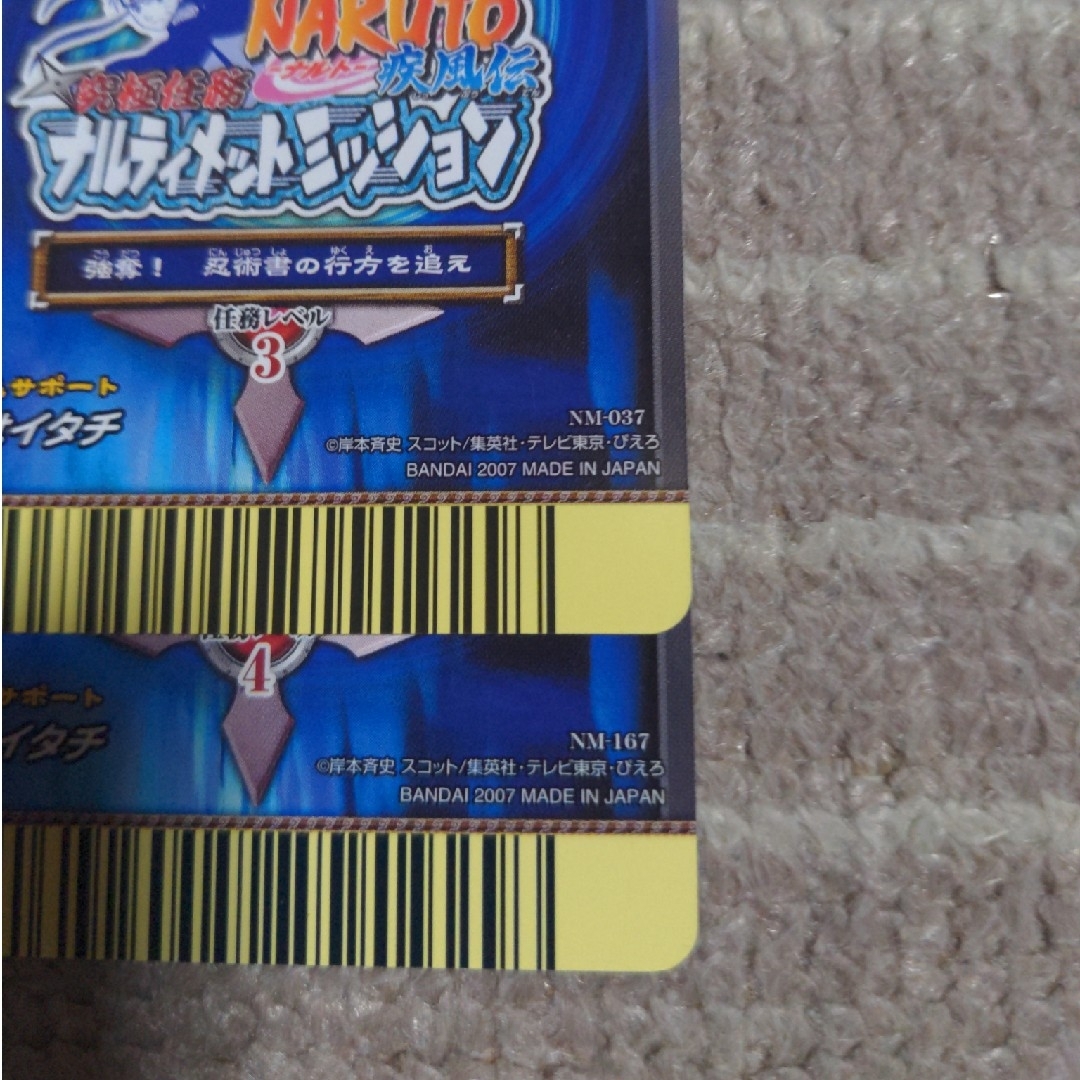 NARUTO
ーナルトー 疾風伝
究極任務
ナルティメットミッション
強奪！ 忍術書の行方を追え
任務レベル
3
サポート
イタチ
NM-037
©岸本斉史 スコット/集英社・テレビ東京・ぴえろ
BANDAI 2007 MADE IN JAPAN
4
サポート
イタチ
NM-167
©岸本斉史 スコット/集英社・テレビ東京・ぴえろ
BANDAI 2007 MADE IN JAPAN